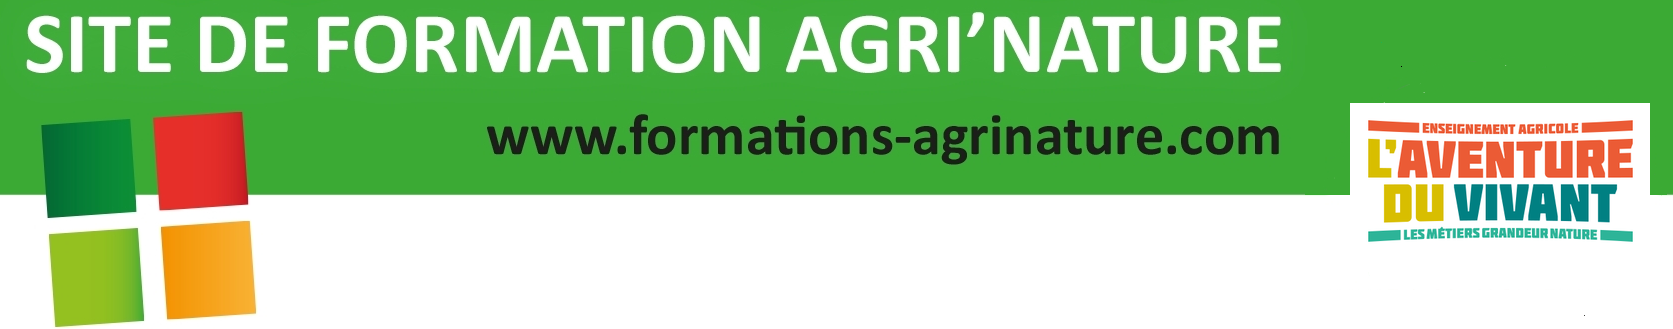 SITE DE FORMATION AGRI’NATURE
www.formations-agrinature.com
ENSEIGNEMENT AGRICOLE
L'AVENTURE
DU VIVANT
LES MÉTIERS GRANDEUR NATURE